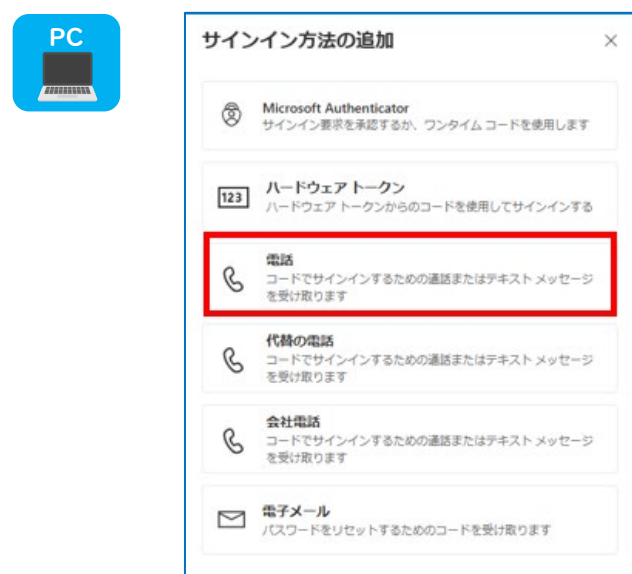 PC
サインイン方法の追加
Microsoft Authenticator
サインイン要求を承認するか、ワンタイム コードを使用します
123
ハードウェア トークン
ハードウェア トークンからのコードを使用してサインインする
電話
コードでサインインするための通話またはテキスト メッセージ
を受け取ります
代替の電話
コードでサインインするための通話またはテキスト メッセージ
を受け取ります
会社電話
コードでサインインするための通話またはテキスト メッセージ
を受け取ります
電子メール
パスワードをリセットするためのコードを受け取ります